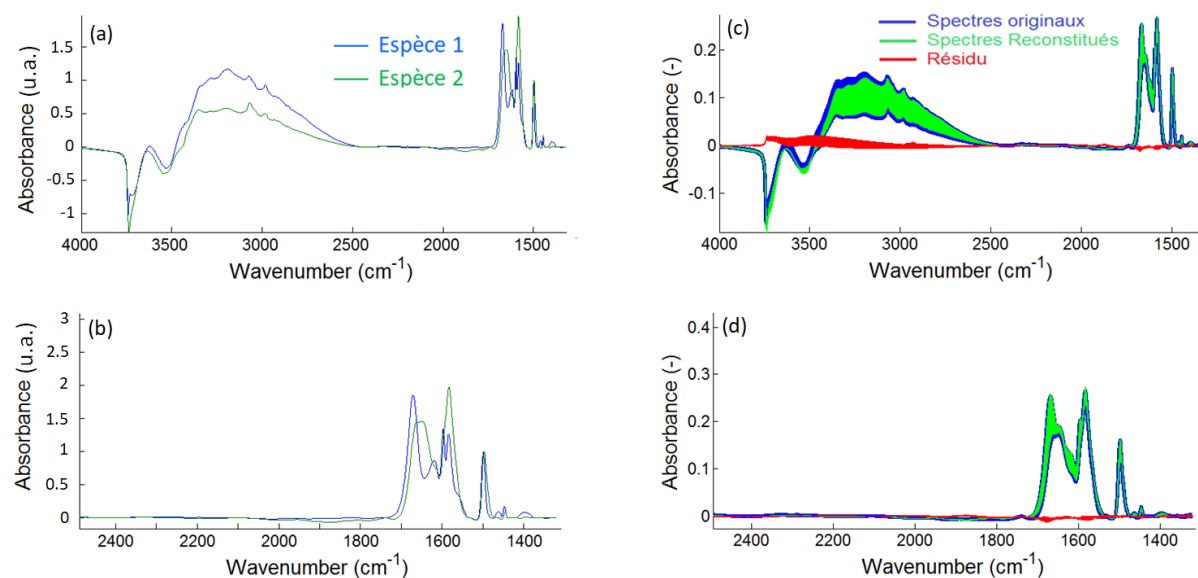 (a)
Espèce 1
Espèce 2
Absorbance (u.a.)
1.5
1
0.5
0
-0.5
-1
4000 3500 3000 2500 2000 1500
Wavenumber (cm-1)
(c)
Spectres originaux
Spectres Reconstitués
Résidu
Absorbance (-)
0.2
0.1
0
-0.1
4000 3500 3000 2500 2000 1500
Wavenumber (cm-1)
(b)
Absorbance (u.a.)
3
2.5
2
1.5
1
0.5
0
2400 2200 2000 1800 1600 1400
Wavenumber (cm-1)
(d)
Absorbance (-)
0.4
0.3
0.2
0.1
0
2400 2200 2000 1800 1600 1400
Wavenumber (cm-1)